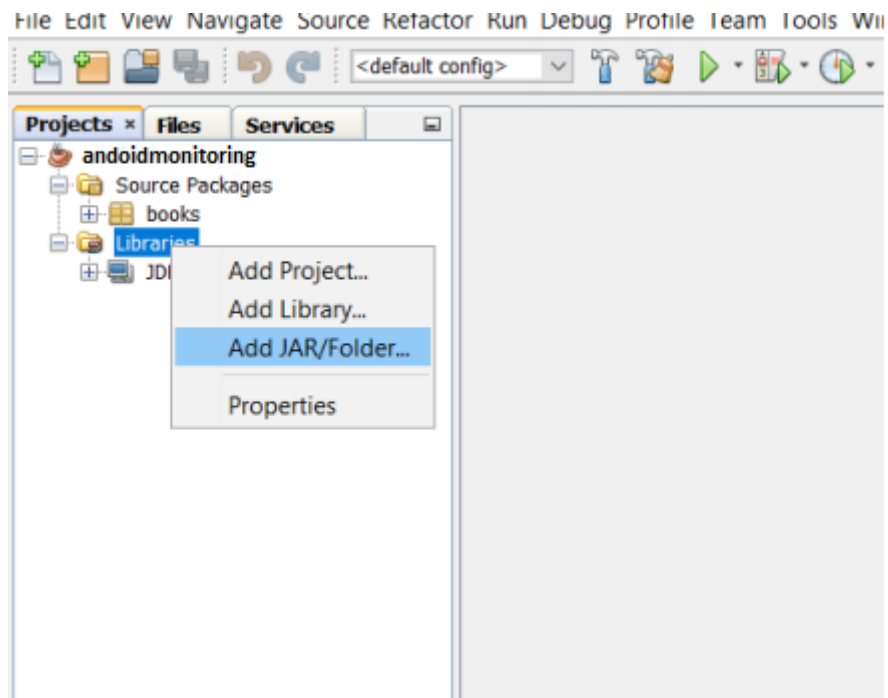 File Edit View Navigate Source Refactor Run Debug Profile Team Tools
<default config>
Projects × Files Services
andoidmonitoring
Source Packages
books
Libraries
Add Project...
Add Library...
Add JAR/Folder...
Properties